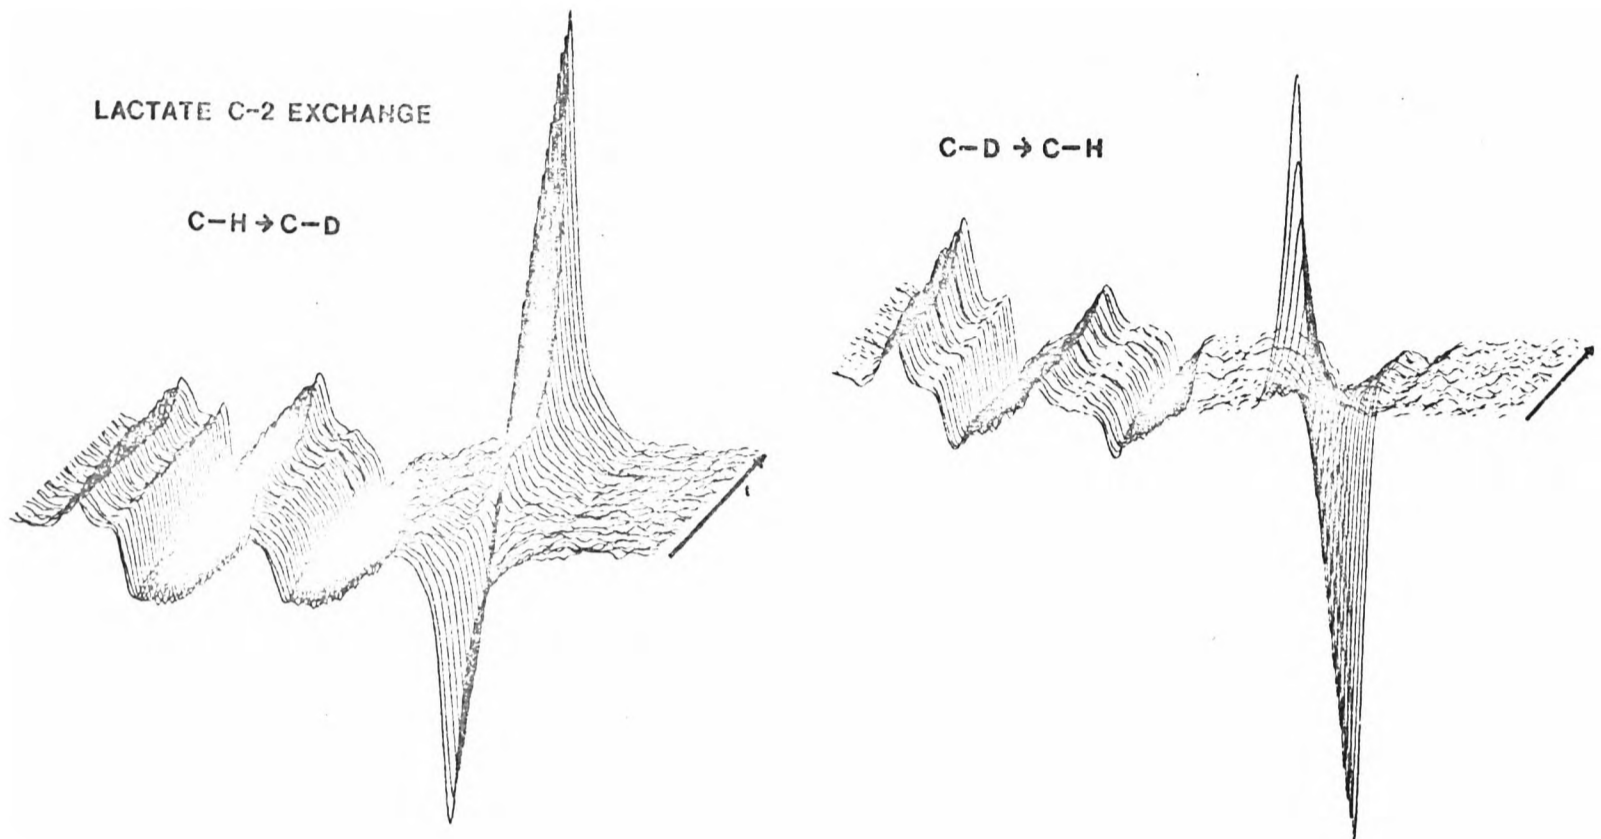 LACTATE C-2 EXCHANGE
C-H → C-D
C-D → C-H